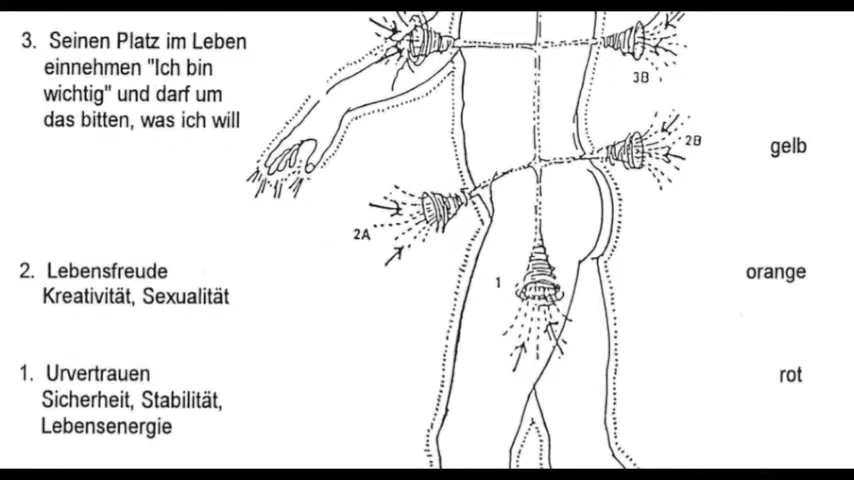 3. Seinen Platz im Leben
einnehmen "Ich bin
wichtig" und darf um
das bitten, was ich will
3B
2B
gelb
2A
2. Lebensfreude
Kreativität, Sexualität
orange
1
1. Urvertrauen
Sicherheit, Stabilität,
Lebensenergie
rot